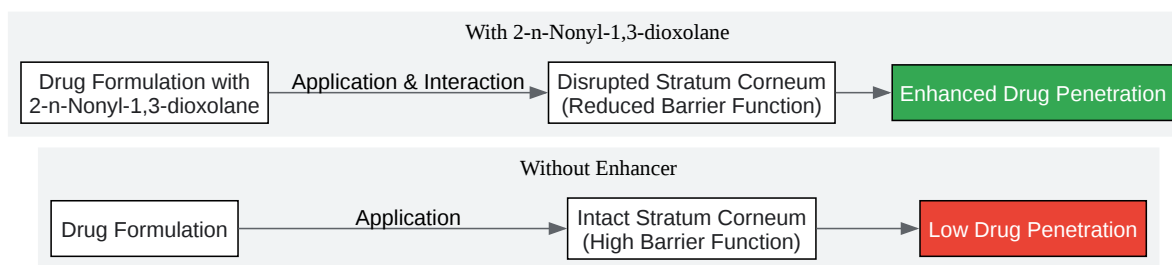 With 2-n-Nonyl-1,3-dioxolane
Drug Formulation with
2-n-Nonyl-1,3-dioxolane
Application & Interaction
Disrupted Stratum Corneum
(Reduced Barrier Function)
Enhanced Drug Penetration
Without Enhancer
Drug Formulation
Application
Intact Stratum Corneum
(High Barrier Function)
Low Drug Penetration